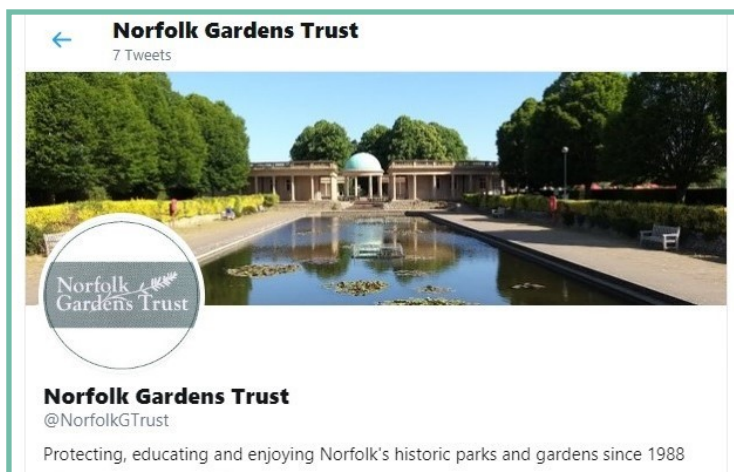 Norfolk Gardens Trust
7 Tweets
Norfolk
Gardens Trust
Norfolk Gardens Trust
@NorfolkGTrust
Protecting, educating and enjoying Norfolk's historic parks and gardens since 1988